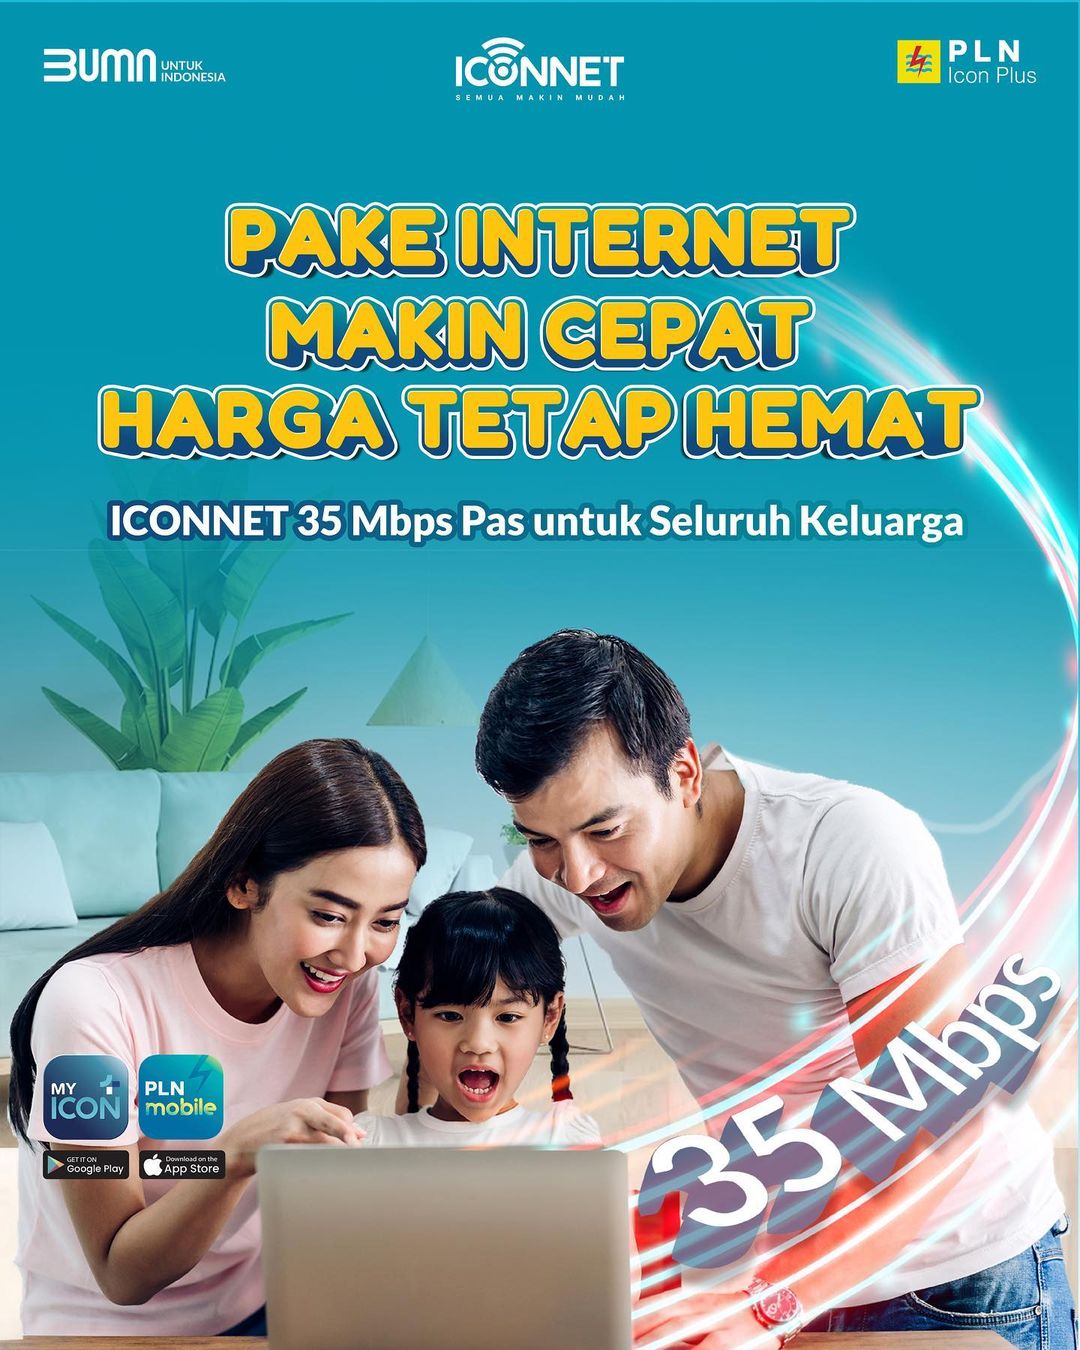 BUMN UNTUK
INDONESIA
ICONNET
SEMUA MAKIN MUDAH
PLN
Icon Plus
PAKE INTERNET
MAKIN CEPAT
HARGA TETAP HEMAT
ICONNET 35 Mbps Pas untuk Seluruh Keluarga
35 Mbps
MY
ICON+
PLN
mobile
GET IT ON
Google Play
Download on the
App Store